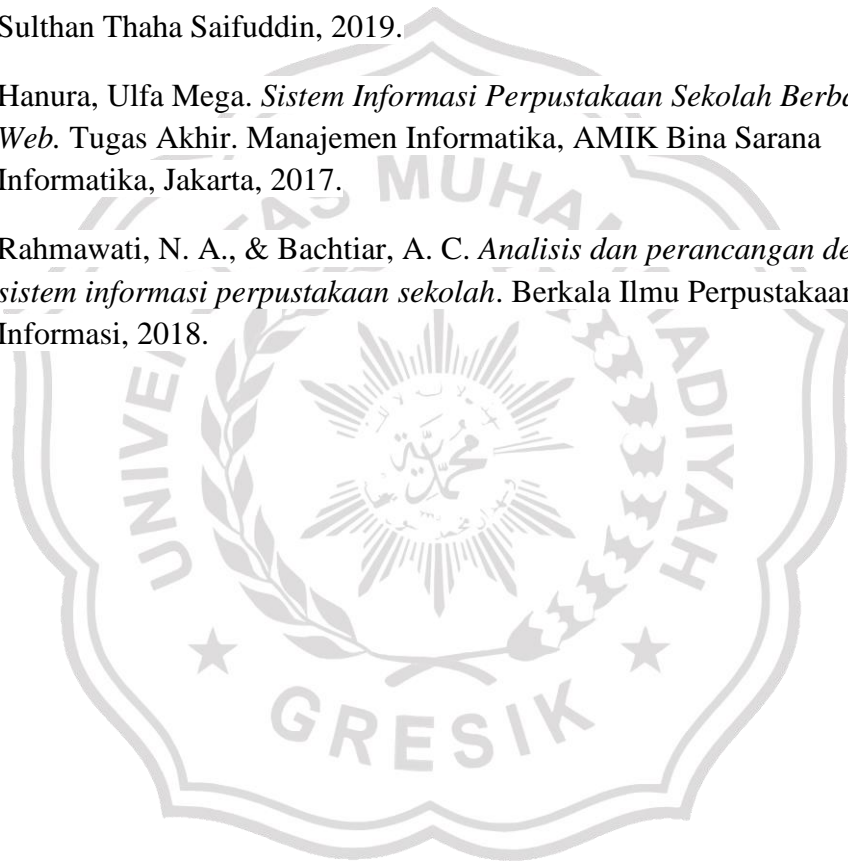 Sulthan Thaha Saifuddin, 2019.
Hanura, Ulfa Mega. Sistem Informasi Perpustakaan Sekolah Berba
Web. Tugas Akhir. Manajemen Informatika, AMIK Bina Sarana
Informatika, Jakarta, 2017.
Rahmawati, N. A., & Bachtiar, A. C. Analisis dan perancangan de
sistem informasi perpustakaan sekolah. Berkala Ilmu Perpustakaan
Informasi, 2018.
GRESIK